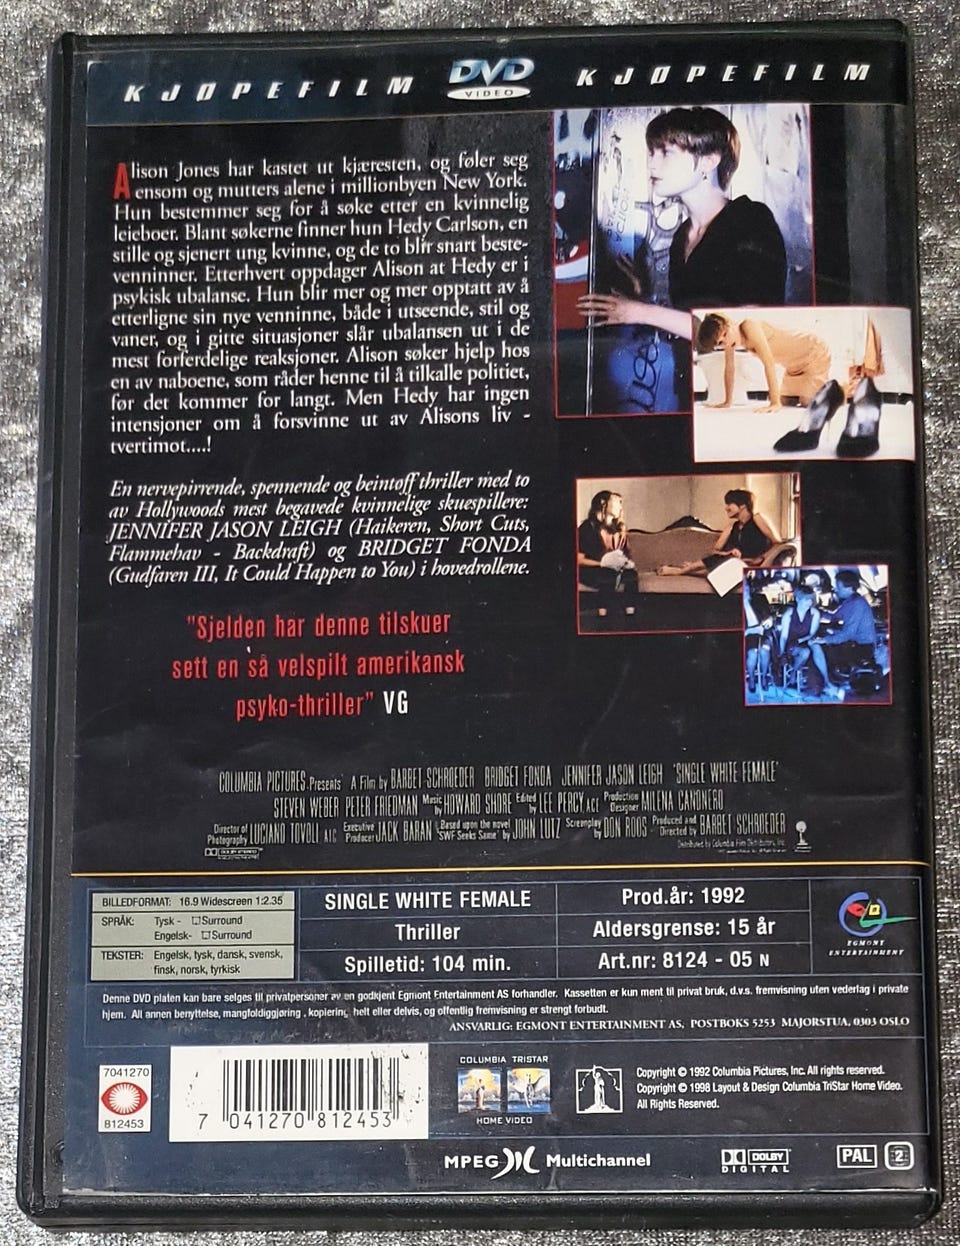 KJØPEFILM DVD VIDEO KJØPEFILM
Alison Jones har kastet ut kjæresten, og føler seg
ensom og mutters alene i millionbyen New York.
Hun bestemmer seg for å søke etter en kvinnelig
leieboer. Blant søkerne finner hun Hedy Carlson, en
stille og sjenert ung kvinne, og de to blir snart beste-
venninner. Etterhvert oppdager Alison at Hedy er i
psykisk ubalanse. Hun blir mer og mer opptatt av å
etterligne sin nye venninne, både i utseende, stil og
vaner, og i gitte situasjoner slår ubalansen ut i de
mest forferdelige reaksjoner. Alison søker hjelp hos
en av naboene, som råder henne til å tilkalle politiet,
før det kommer for langt. Men Hedy har ingen
intensjoner om å forsvinne ut av Alisons liv -
tvertimot....!
En nervepirrende, spennende og beintøff thriller med to
av Hollywoods mest begavede kvinnelige skuespillere:
JENNIFER JASON LEIGH (Haikeren, Short Cuts,
Flammehav - Backdraft) og BRIDGET FONDA
(Gudfaren III, It Could Happen to You) i hovedrollene.
"Sjelden har denne tilskuer
sett en så velspilt amerikansk
psyko-thriller" VG
COLUMBIA PICTURES Presents A Film by BARBET SCHROEDER BRIDGET FONDA JENNIFER JASON LEIGH 'SINGLE WHITE FEMALE'
STEVEN WEBER PETER FRIEDMAN Music by HOWARD SHORE Edited by LEE PERCY ACE Production Designer MILENA CANONERO
Director of Photography LUCIANO TOVOLI AIC Executive Producer JACK BARAN Based upon the novel 'SWF Seeks Same' by JOHN LUTZ Screenplay by DON ROOS Produced and Directed by BARBET SCHROEDER
DOLBY STEREO Distributed by Columbia Film Distributors, Inc.
BILLEDFORMAT: 16.9 Widescreen 1:2.35
SPRÅK: Tysk - Surround
Engelsk- Surround
TEKSTER: Engelsk, tysk, dansk, svensk,
finsk, norsk, tyrkisk
SINGLE WHITE FEMALE
Thriller
Spilletid: 104 min.
Prod.år: 1992
Aldersgrense: 15 år
Art.nr: 8124 - 05 N
EGMONT
ENTERTAINMENT
Denne DVD platen kan bare selges til privatpersoner av en godkjent Egmont Entertainment AS forhandler. Kassetten er kun ment til privat bruk, d.v.s. fremvisning uten vederlag i private
hjem. All annen benyttelse, mangfoldiggjøring, kopiering helt eller delvis, og offentlig fremvisning er strengt forbudt.
ANSVARLIG: EGMONT ENTERTAINMENT AS, POSTBOKS 5253 MAJORSTUA, 0303 OSLO
7041270
812453
7 041270 812453
COLUMBIA TRISTAR
HOME VIDEO
Copyright © 1992 Columbia Pictures, Inc. All rights reserved.
Copyright © 1998 Layout & Design Columbia TriStar Home Video.
All Rights Reserved.
MPEG Multichannel
DOLBY
DIGITAL
PAL
2